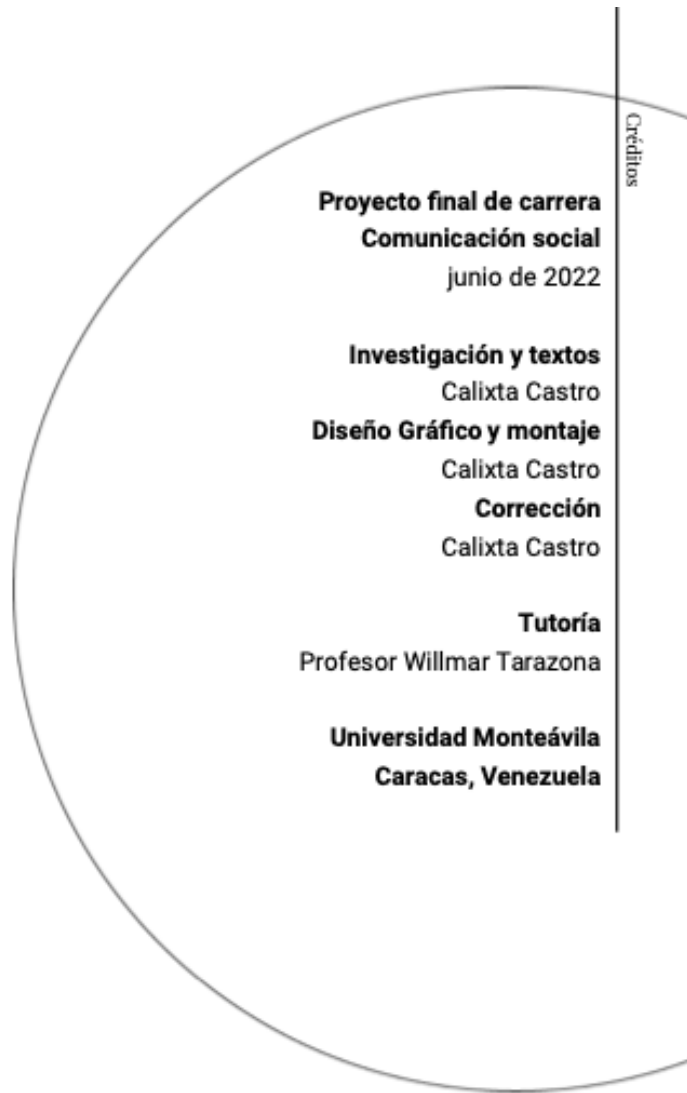 Créditos
Proyecto final de carrera
Comunicación social
junio de 2022
Investigación y textos
Calixta Castro
Diseño Gráfico y montaje
Calixta Castro
Corrección
Calixta Castro
Tutoría
Profesor Willmar Tarazona
Universidad Monteávila
Caracas, Venezuela